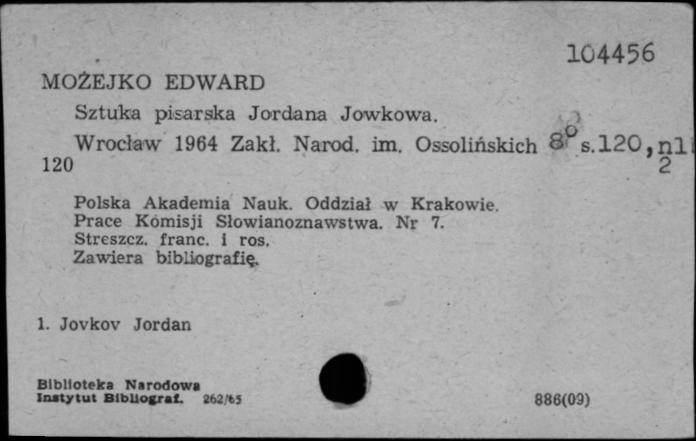 104456
MOŻEJKO EDWARD
Sztuka pisarska Jordana Jowkowa.
Wrocław 1964 Zakł. Narod. im. Ossolińskich 8° s.120, nl
120 2
Polska Akademia Nauk. Oddział w Krakowie.
Prace Komisji Słowianoznawstwa. Nr 7.
Streszcz. franc. i ros.
Zawiera bibliografię.
1. Jovkov Jordan
Biblioteka Narodowa
Instytut Bibliograf. 262/65 886(09)